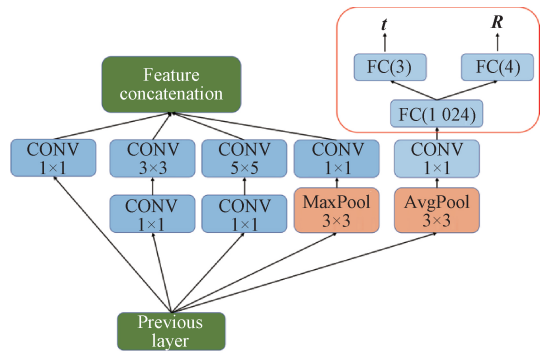 t
R
FC(3)
FC(4)
Feature
concatenation
FC(1 024)
CONV
1×1
CONV
3×3
CONV
5×5
CONV
1×1
CONV
1×1
CONV
1×1
CONV
1×1
MaxPool
3×3
AvgPool
3×3
Previous
layer